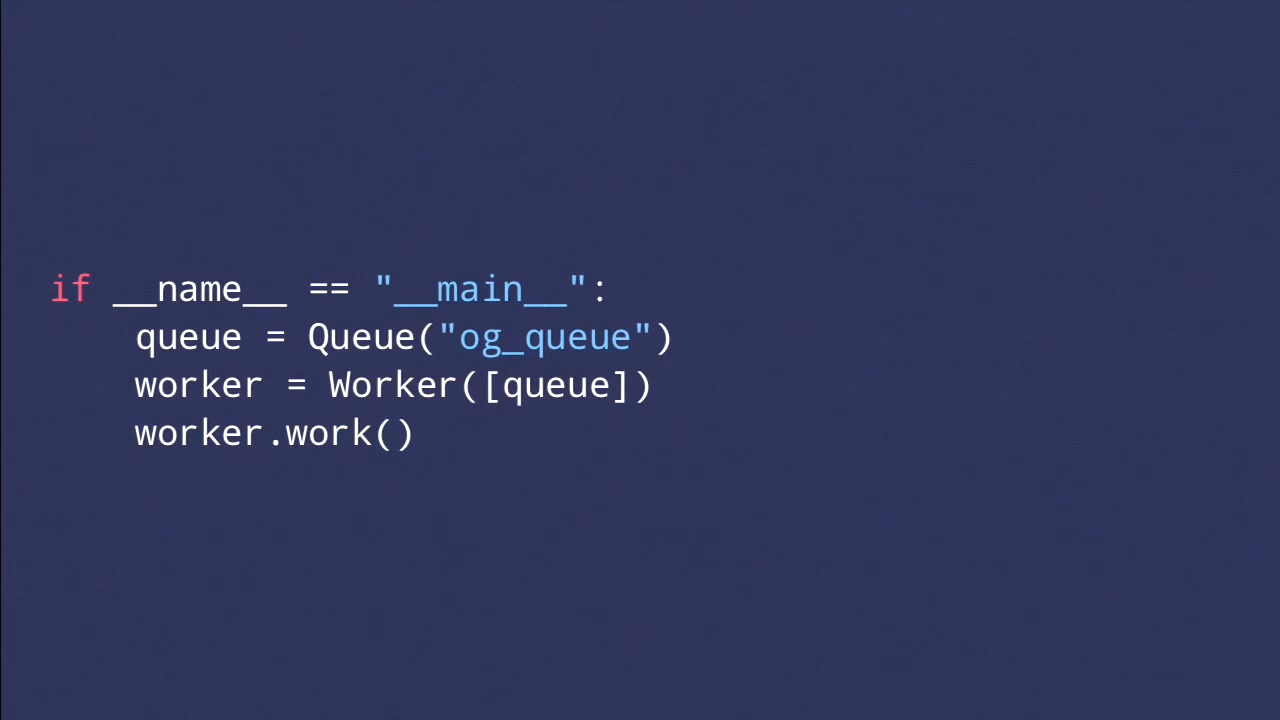 if __name__ == "__main__":
    queue = Queue("og_queue")
    worker = Worker([queue])
    worker.work()